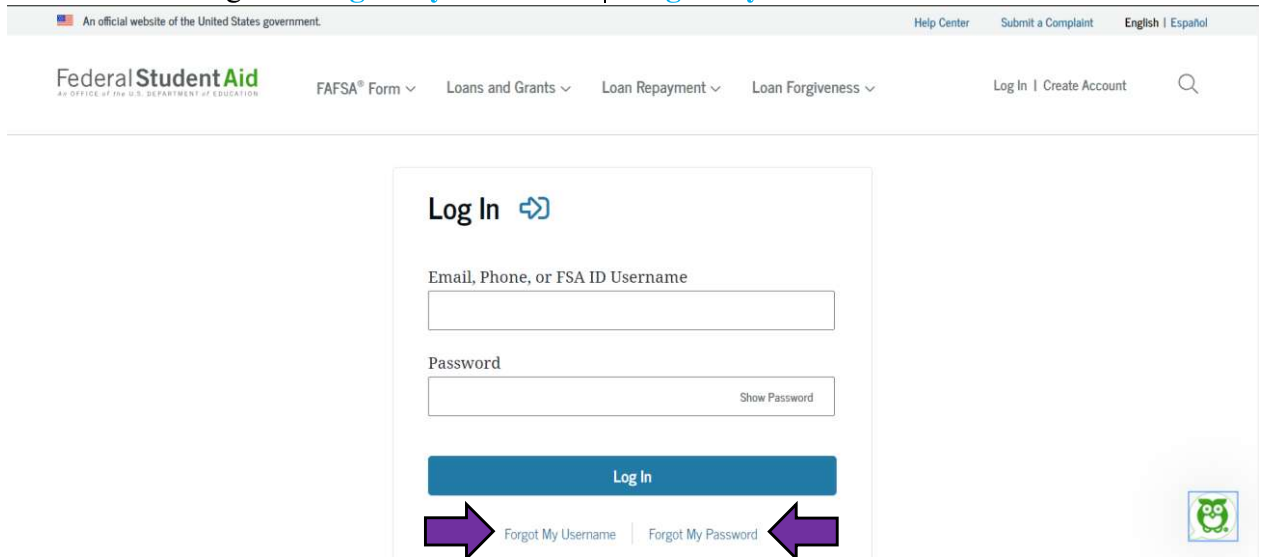 An official website of the United States government.
Help Center Submit a Complaint English | Español
Federal Student Aid
An OFFICE of the U.S. DEPARTMENT of EDUCATION
FAFSA® Form Loans and Grants Loan Repayment Loan Forgiveness
Log In | Create Account
Log In
Email, Phone, or FSA ID Username
Password
Show Password
Log In
Forgot My Username Forgot My Password